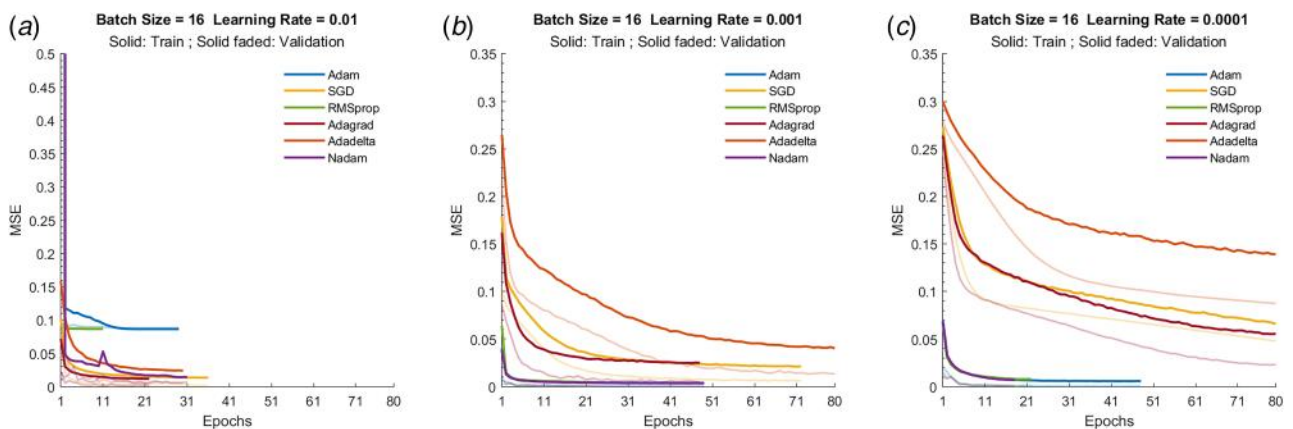 (a)
Batch Size = 16 Learning Rate = 0.01
Solid: Train ; Solid faded: Validation
0.5
0.45
0.4
0.35
0.3
0.25
0.2
0.15
0.1
0.05
0
MSE
Adam
SGD
RMSprop
Adagrad
Adadelta
Nadam
1 11 21 31 41 51 61 71 80
Epochs
(b)
Batch Size = 16 Learning Rate = 0.001
Solid: Train ; Solid faded: Validation
0.35
0.3
0.25
0.2
0.15
0.1
0.05
0
MSE
Adam
SGD
RMSprop
Adagrad
Adadelta
Nadam
1 11 21 31 41 51 61 71 80
Epochs
(c)
Batch Size = 16 Learning Rate = 0.0001
Solid: Train ; Solid faded: Validation
0.35
0.3
0.25
0.2
0.15
0.1
0.05
0
MSE
Adam
SGD
RMSprop
Adagrad
Adadelta
Nadam
1 11 21 31 41 51 61 71 80
Epochs